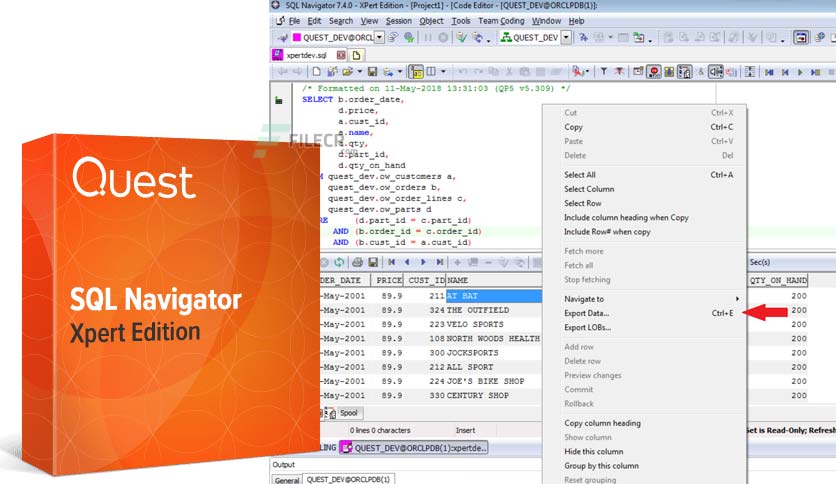 SQL Navigator 7.4.0 - XPert Edition - [Project1] - [Code Editor - [QUEST_DEV@ORCLPDB(1)]:
File Edit Search View Session Object Tools Team Coding Window Help
QUEST_DEV@ORCL
QUEST_DEV
xpertdev.sql
/* Formatted on 11-May-2018 13:31:03 (QP5 v5.309) */
SELECT b.order_date,
d.price,
a.cust_id,
a.name,
a.qty,
d.part_id,
d.qty_on_hand
M quest_dev.ow_customers a,
quest_dev.ow_orders b,
quest_dev.ow_order_lines c,
quest_dev.ow_parts d
RE (d.part_id = c.part_id)
AND (b.order_id = c.order_id)
AND (b.cust_id = a.cust_id)
FILECR
.com
Quest
SQL Navigator
Xpert Edition
Cut Ctrl+X
Copy Ctrl+C
Paste Ctrl+V
Delete Del
Select All Ctrl+A
Select Column
Select Row
Include column heading when Copy
Include Row# when copy
Fetch more
Fetch all
Stop fetching
Navigate to
Export Data... Ctrl+E
Export LOBs...
Add row
Delete row
Preview changes
Commit
Rollback
Copy column heading
Show column
Hide this column
Group by this column
Reset grouping
Sec(s)
DER_DATE PRICE CUST_ID NAME QTY_ON_HAND
-May-2001 89.9 211 AT BAT 200
-May-2001 89.9 324 THE OUTFIELD 200
-May-2001 89.9 223 VELO SPORTS 200
-May-2001 89.9 108 NORTH WOODS HEALTH 200
-May-2001 89.9 300 JOCKSPORTS 200
-May-2001 89.9 212 ALL SPORT 200
-May-2001 89.9 224 JOE'S BIKE SHOP 200
-May-2001 89.9 330 CENTURY SHOP 200
Spool
0 lines 0 characters Insert
Set is Read-Only; Refresh
LING QUEST_DEV@ORCLPDB(1):xpertde...
Output
General QUEST_DEV@ORCLPDB(1)